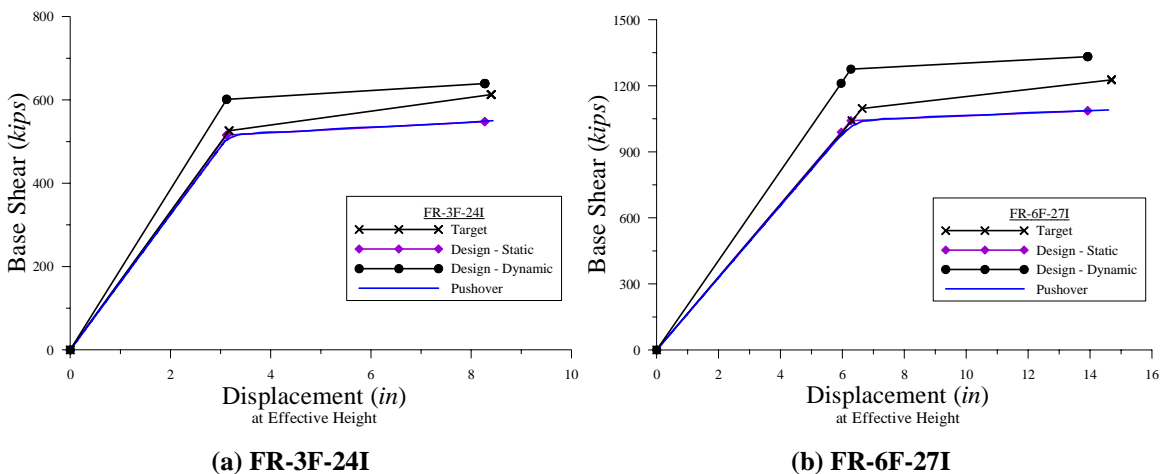 800
600
400
200
0
Base Shear (kips)
FR-3F-24I
Target
Design - Static
Design - Dynamic
Pushover
0 2 4 6 8 10
Displacement (in)
at Effective Height
(a) FR-3F-24I
1500
1200
900
600
300
0
Base Shear (kips)
FR-6F-27I
Target
Design - Static
Design - Dynamic
Pushover
0 2 4 6 8 10 12 14 16
Displacement (in)
at Effective Height
(b) FR-6F-27I